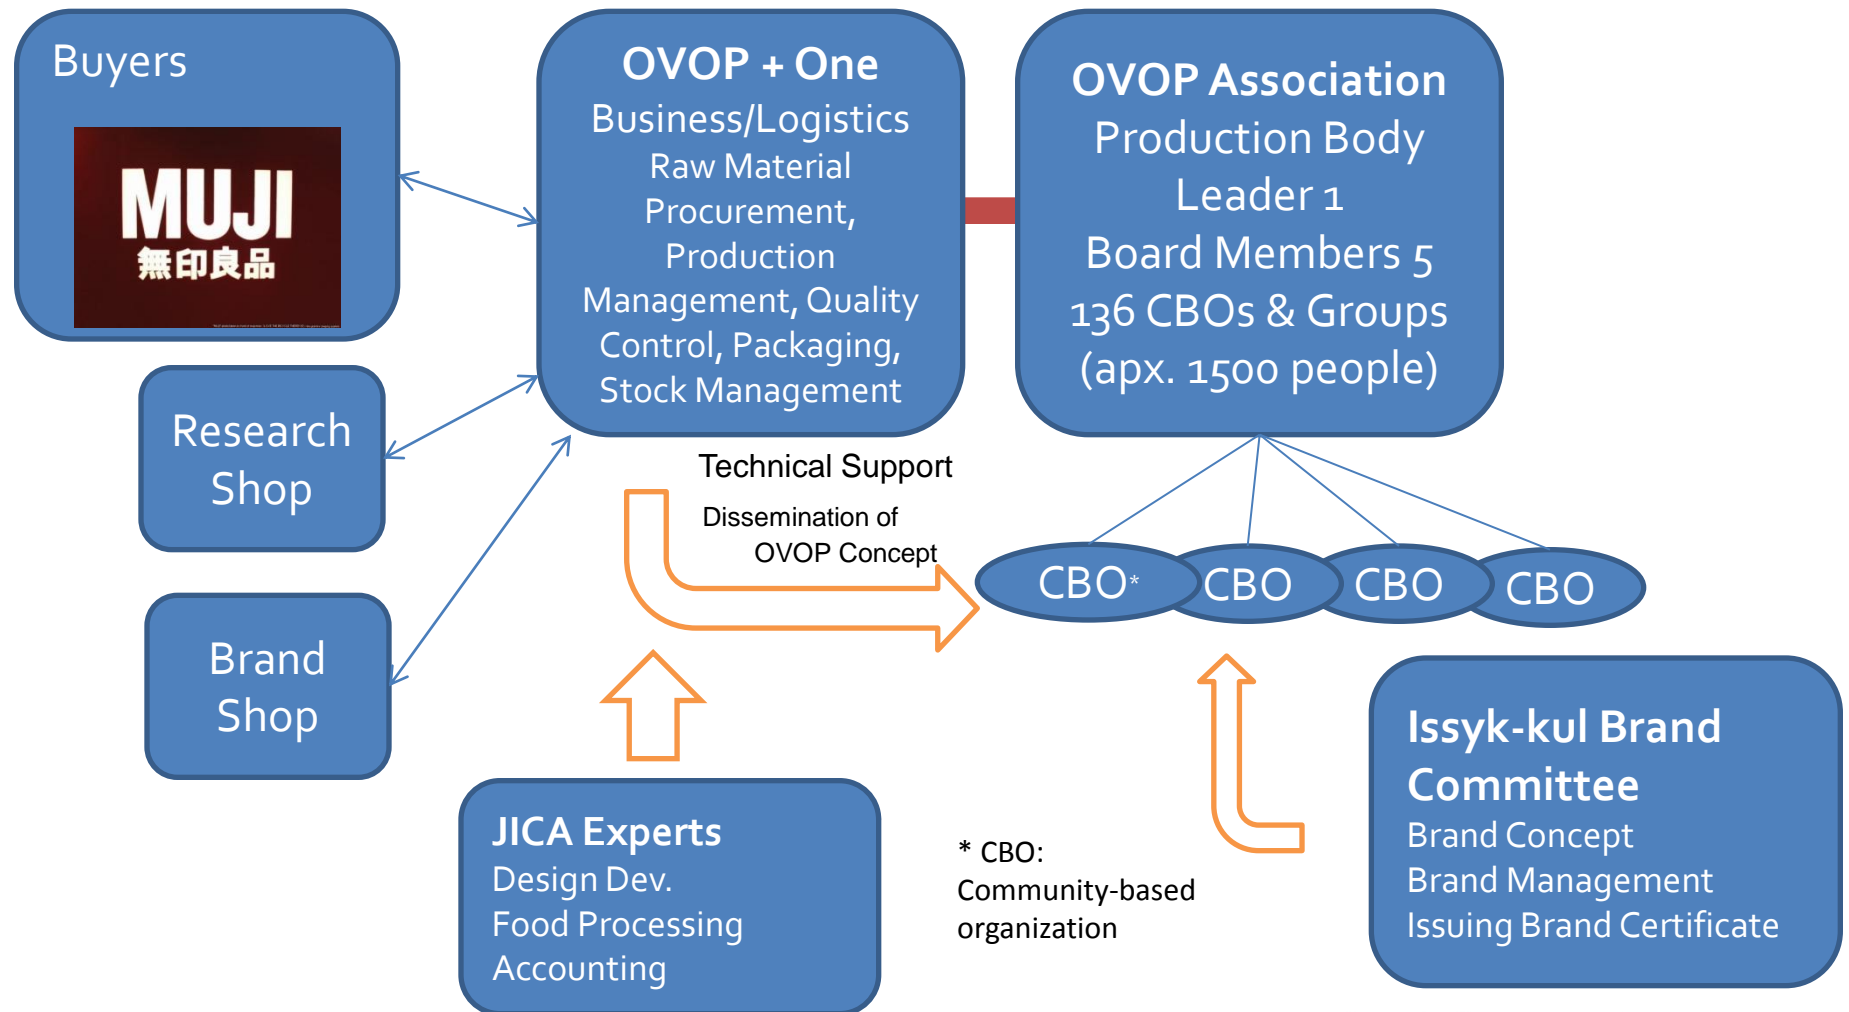 Buyers
MUJI
無印良品
OVOP + One
Business/Logistics
Raw Material
Procurement,
Production
Management, Quality
Control, Packaging,
Stock Management
OVOP Association
Production Body
Leader 1
Board Members 5
136 CBOs & Groups
(apx. 1500 people)
Research
Shop
Brand
Shop
Technical Support
Dissemination of
OVOP Concept
CBO*
CBO
CBO
CBO
JICA Experts
Design Dev.
Food Processing
Accounting
* CBO:
Community-based
organization
Issyk-kul Brand
Committee
Brand Concept
Brand Management
Issuing Brand Certificate